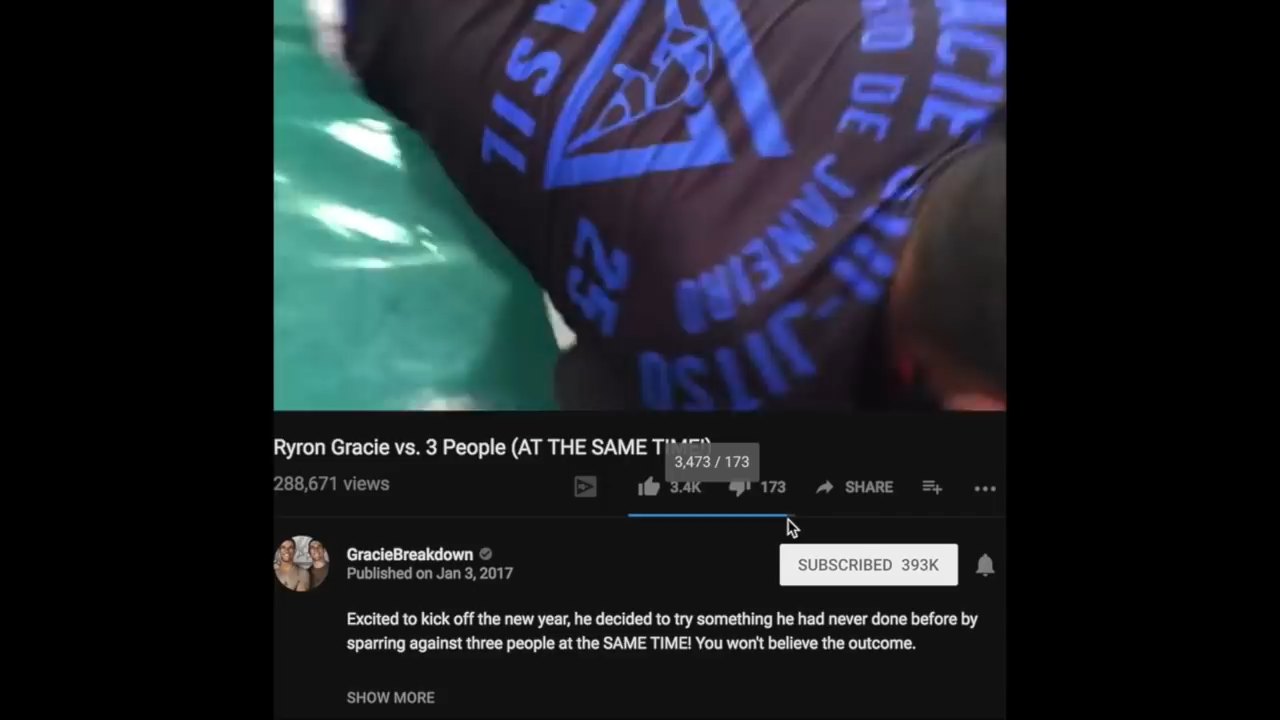 GRACIE
RIO DE JANEIRO
JIU-JITSU
25
Ryron Gracie vs. 3 People (AT THE SAME TIME!)
3,473 / 173
288,671 views
3.4K
173
SHARE
GracieBreakdown
Published on Jan 3, 2017
SUBSCRIBED 393K
Excited to kick off the new year, he decided to try something he had never done before by
sparring against three people at the SAME TIME! You won't believe the outcome.
SHOW MORE